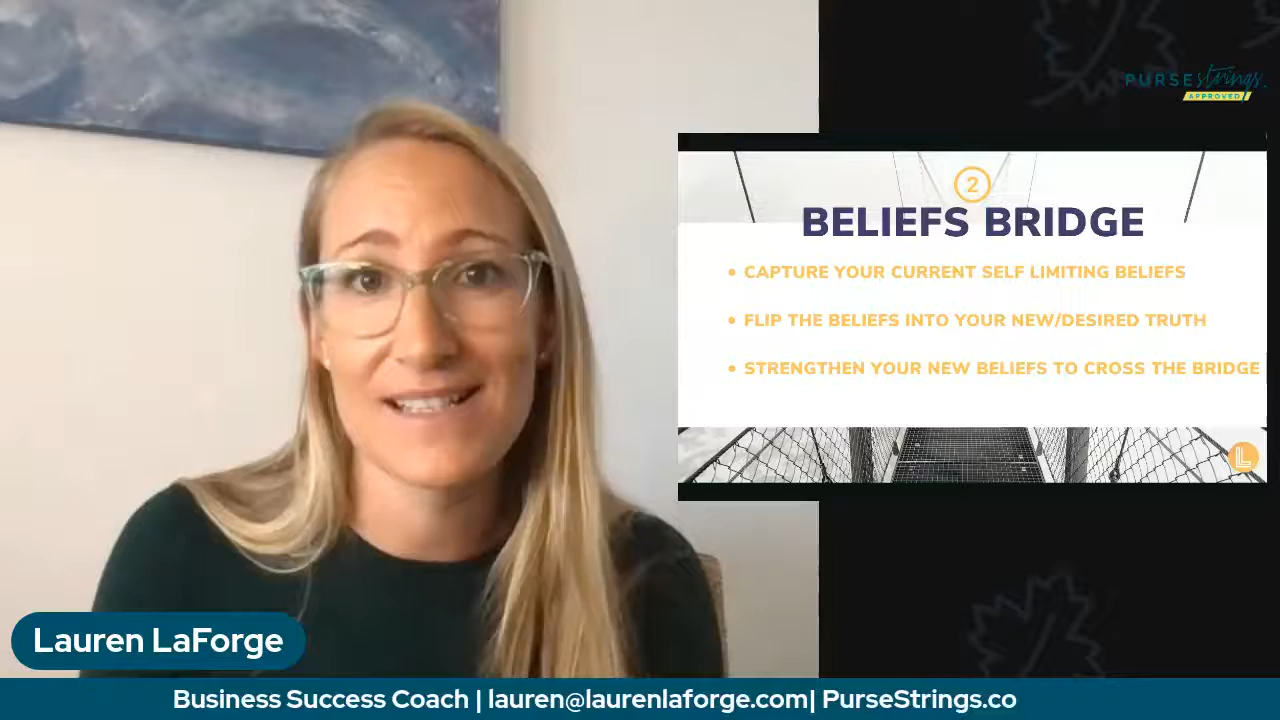 PURSEstrings.
APPROVED
2
BELIEFS BRIDGE
• CAPTURE YOUR CURRENT SELF LIMITING BELIEFS
• FLIP THE BELIEFS INTO YOUR NEW/DESIRED TRUTH
• STRENGTHEN YOUR NEW BELIEFS TO CROSS THE BRIDGE
L
Lauren LaForge
Business Success Coach | lauren@laurenlaforge.com| PurseStrings.co